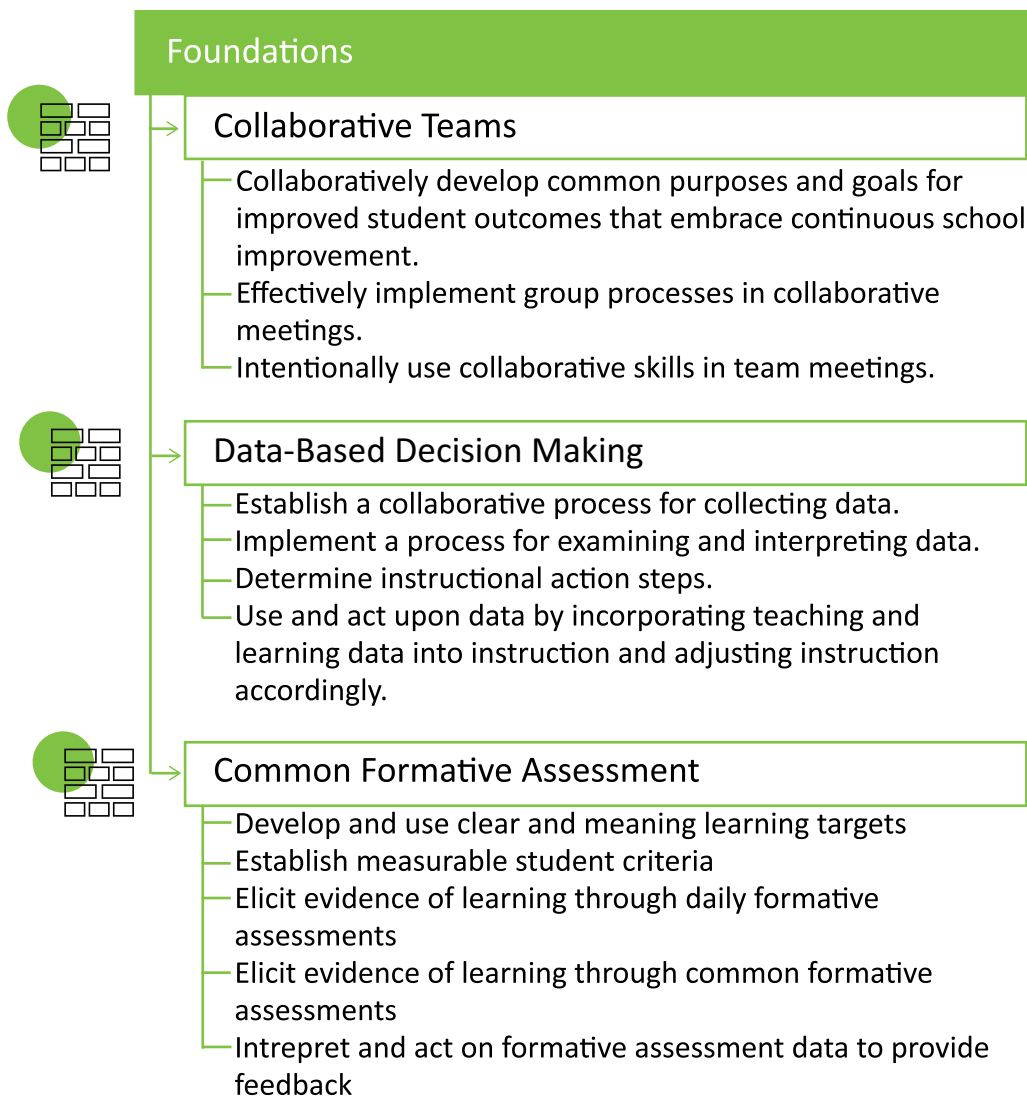 Foundations
Collaborative Teams
Collaboratively develop common purposes and goals for
improved student outcomes that embrace continuous school
improvement.
Effectively implement group processes in collaborative
meetings.
Intentionally use collaborative skills in team meetings.
Data-Based Decision Making
Establish a collaborative process for collecting data.
Implement a process for examining and interpreting data.
Determine instructional action steps.
Use and act upon data by incorporating teaching and
learning data into instruction and adjusting instruction
accordingly.
Common Formative Assessment
Develop and use clear and meaning learning targets
Establish measurable student criteria
Elicit evidence of learning through daily formative
assessments
Elicit evidence of learning through common formative
assessments
Intrepret and act on formative assessment data to provide
feedback